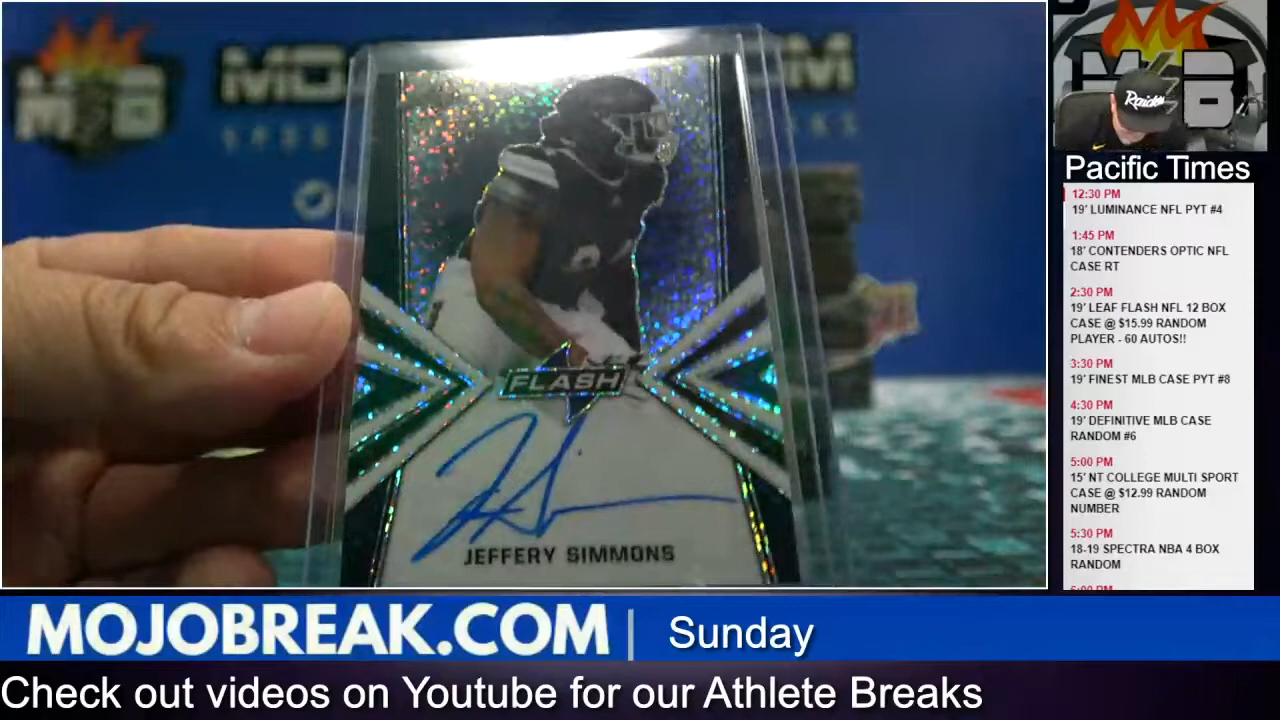 FLASH
JEFFERY SIMMONS
Raiders
Pacific Times
12:30 PM
19' LUMINANCE NFL PYT #4
1:45 PM
18' CONTENDERS OPTIC NFL
CASE RT
2:30 PM
19' LEAF FLASH NFL 12 BOX
CASE @ $15.99 RANDOM
PLAYER - 60 AUTOS!!
3:30 PM
19' FINEST MLB CASE PYT #8
4:30 PM
19' DEFINITIVE MLB CASE
RANDOM #6
5:00 PM
15' NT COLLEGE MULTI SPORT
CASE @ $12.99 RANDOM
NUMBER
5:30 PM
18-19 SPECTRA NBA 4 BOX
RANDOM
MOJOBREAK.COM | Sunday
Check out videos on Youtube for our Athlete Breaks